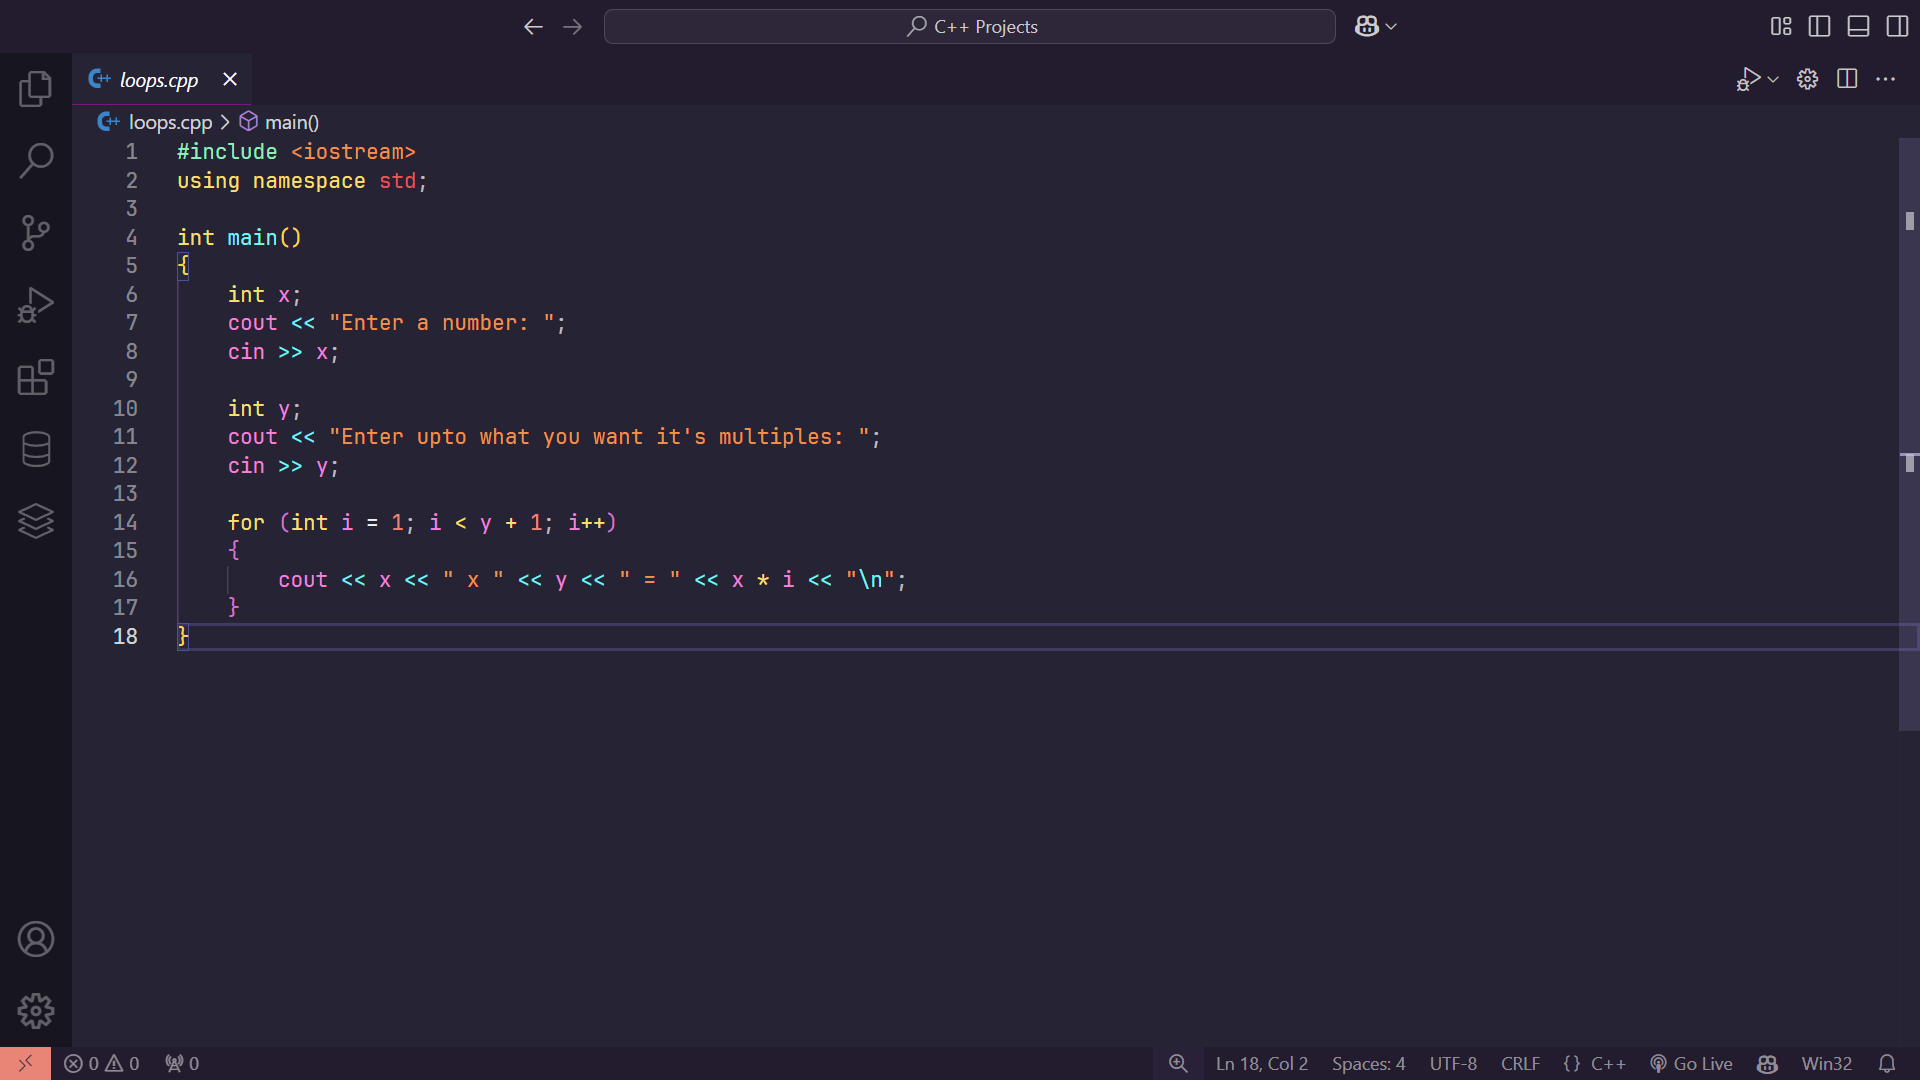 C++ Projects
loops.cpp
loops.cpp > main()
1 #include <iostream>
2 using namespace std;
3
4 int main()
5 {
6     int x;
7     cout << "Enter a number: ";
8     cin >> x;
9
10     int y;
11     cout << "Enter upto what you want it's multiples: ";
12     cin >> y;
13
14     for (int i = 1; i < y + 1; i++)
15     {
16         cout << x << " x " << y << " = " << x * i << "\n";
17     }
18 }
0 0 0 Ln 18, Col 2 Spaces: 4 UTF-8 CRLF {} C++ Go Live Win32